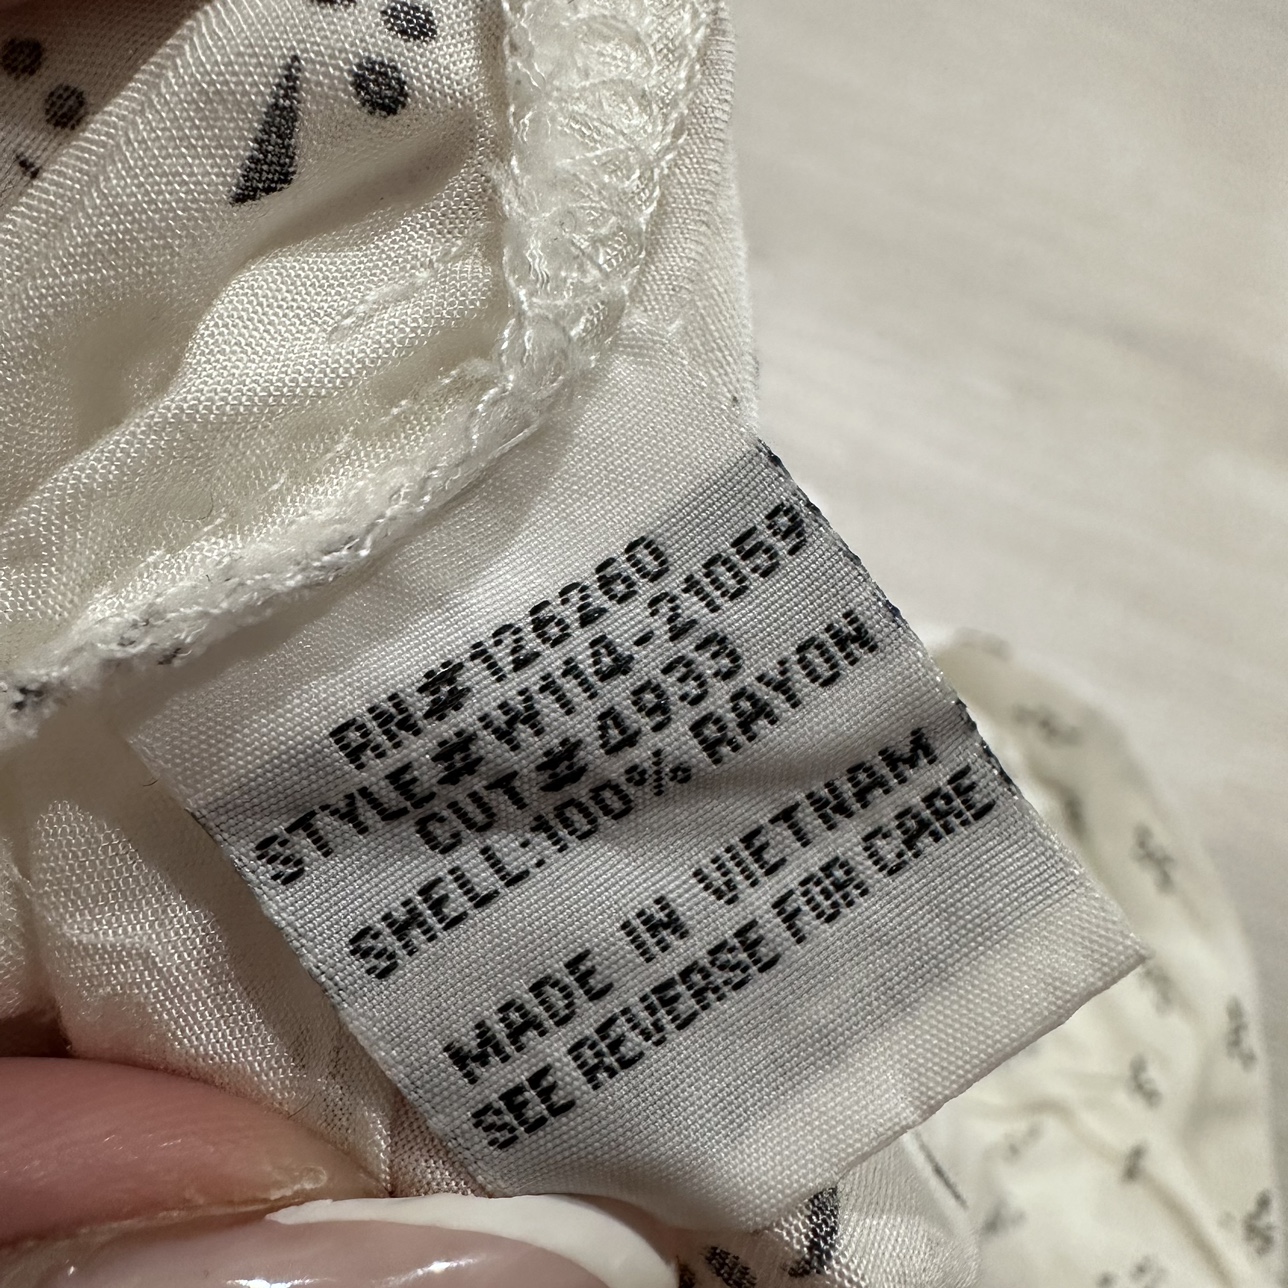 RN#126260
STYLE#W114-21059
CUT#4933
SHELL:100% RAYON
MADE IN VIETNAM
SEE REVERSE FOR CARE